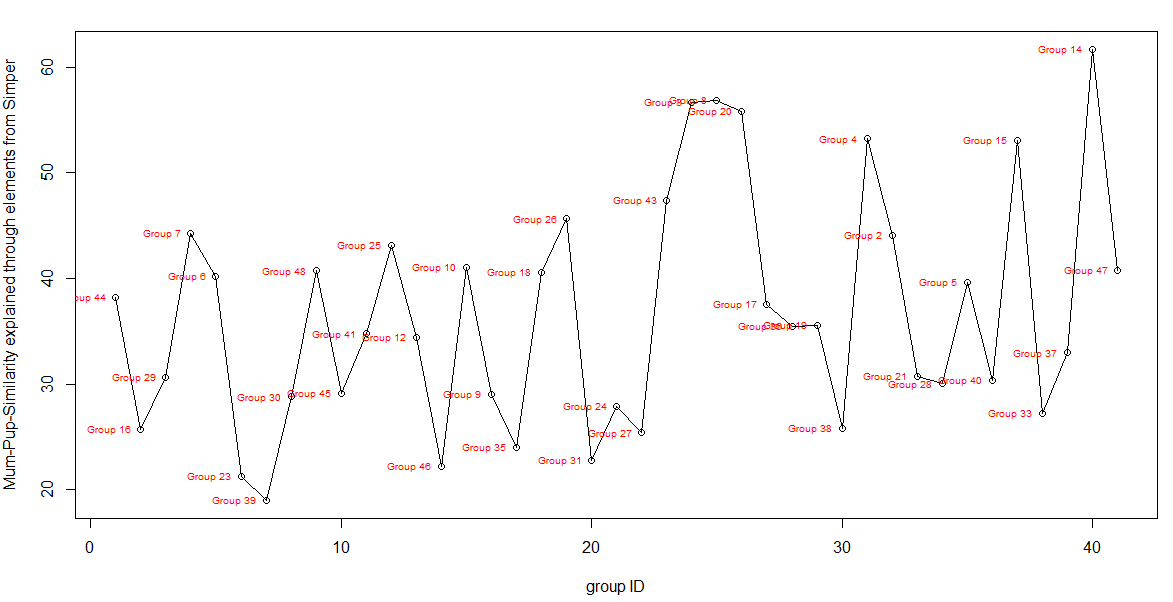 Mum-Pup-Similarity explained through elements from Simper
60
50
40
30
20
Group 14
Group 8
Group 20
Group 4
Group 15
Group 43
Group 26
Group 7
Group 2
Group 25
Group 6
Group 48
Group 10
Group 18
Group 47
Group 5
Group 17
Group 41
Group 12
Group 37
Group 29
Group 21
Group 28
Group 40
Group 30
Group 45
Group 9
Group 24
Group 33
Group 16
Group 27
Group 38
Group 35
Group 46
Group 31
Group 23
Group 39
0
10
20
30
40
group ID